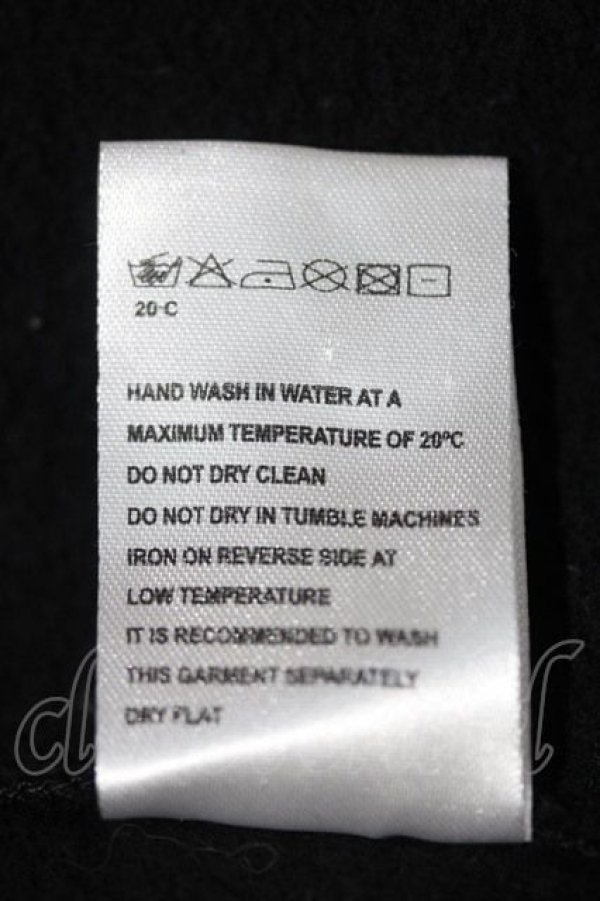 20 C
HAND WASH IN WATER AT A
MAXIMUM TEMPERATURE OF 20ºC
DO NOT DRY CLEAN
DO NOT DRY IN TUMBLE MACHINES
IRON ON REVERSE SIDE AT
LOW TEMPERATURE
IT IS RECOMMENDED TO WASH
THIS GARMENT SEPARATELY
DRY FLAT